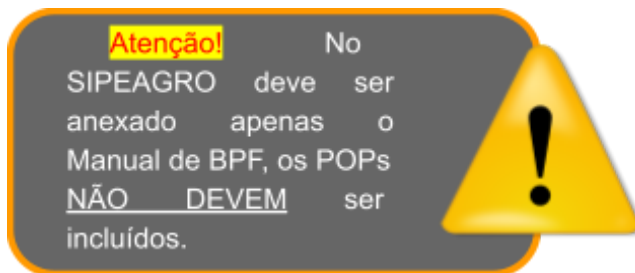 Atenção! No
SIPEAGRO deve ser
anexado apenas o
Manual de BPF, os POPs
NÃO DEVEM ser
incluídos.